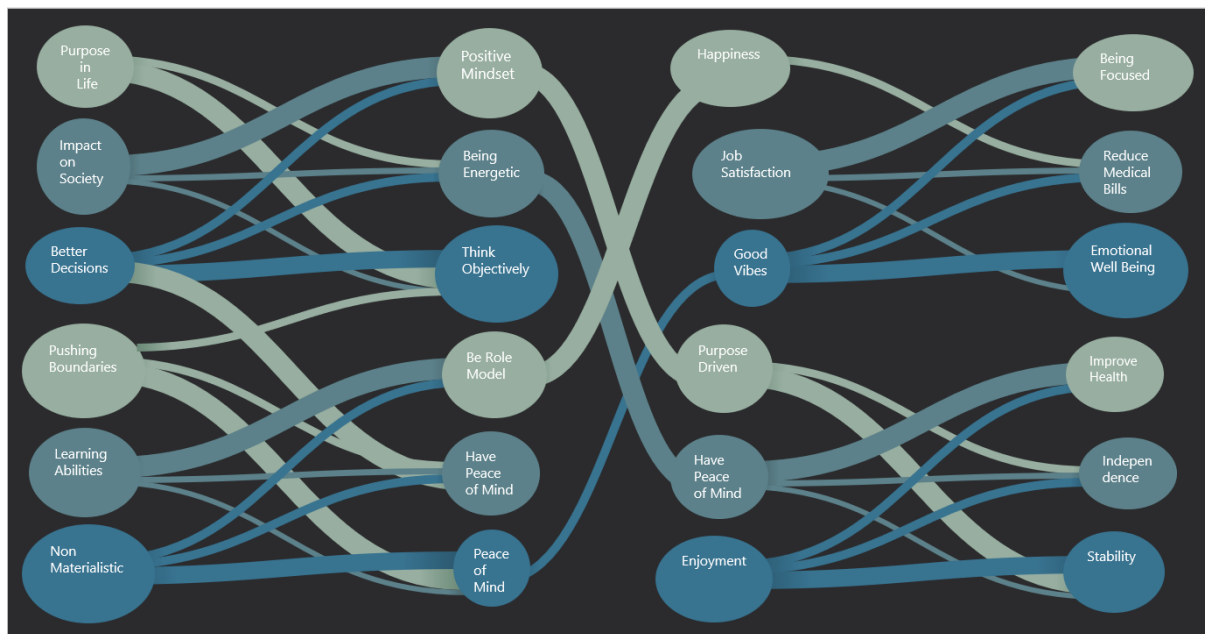 Purpose
in
Life
Impact
on
Society
Better
Decisions
Pushing
Boundaries
Learning
Abilities
Non
Materialistic
Positive
Mindset
Being
Energetic
Think
Objectively
Be Role
Model
Have
Peace
of Mind
Peace
of
Mind
Happiness
Job
Satisfaction
Good
Vibes
Purpose
Driven
Have
Peace
of Mind
Enjoyment
Being
Focused
Reduce
Medical
Bills
Emotional
Well Being
Improve
Health
Indepen
dence
Stability